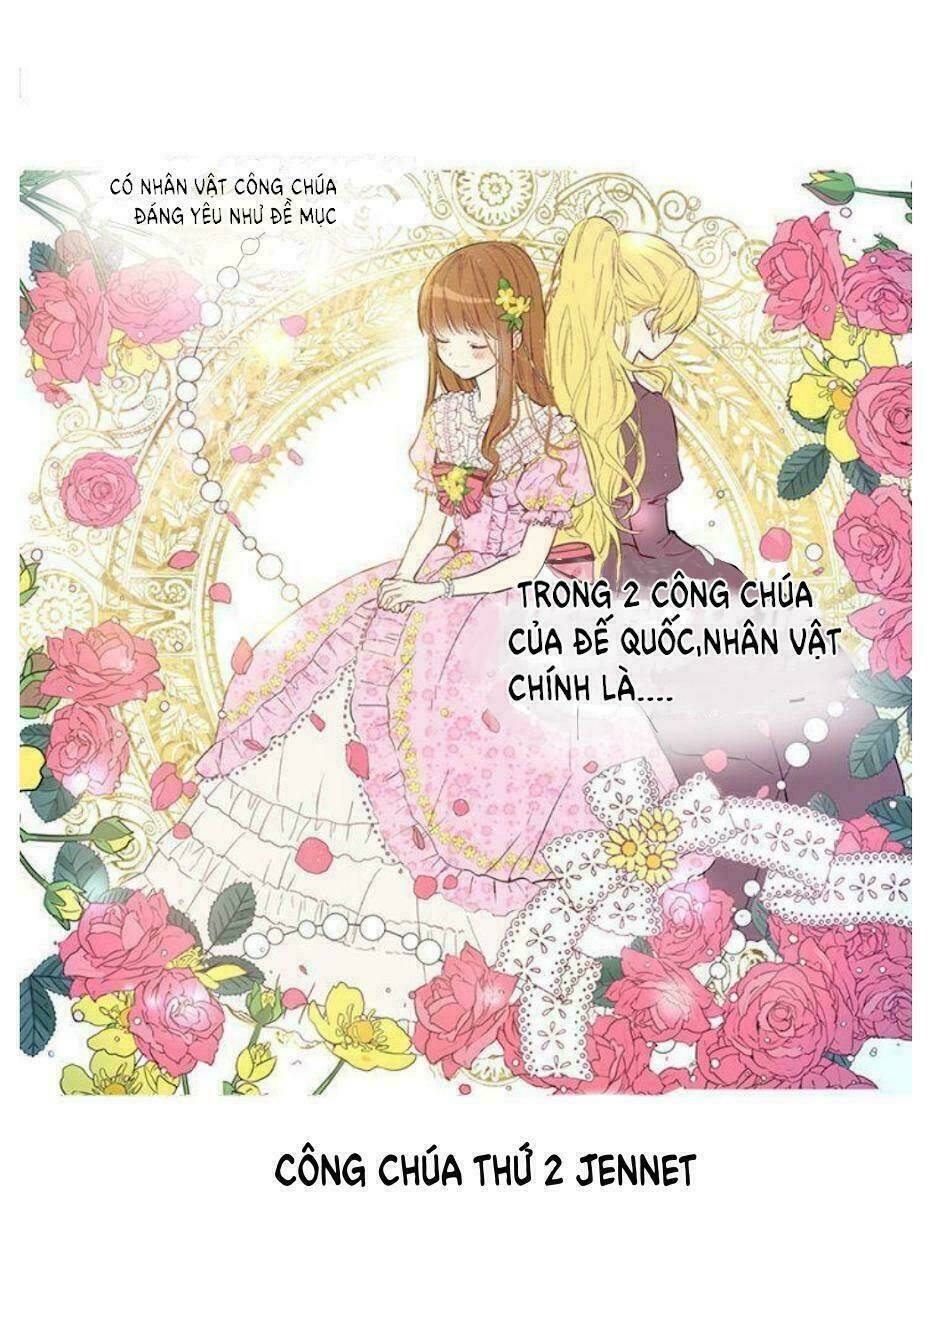 CÓ NHÂN VẬT CÔNG CHÚA
ĐÁNG YÊU NHƯ ĐỀ MỤC
TRONG 2 CÔNG CHÚA
CỦA ĐẾ QUỐC,NHÂN VẬT
CHÍNH LÀ....
CÔNG CHÚA THỨ 2 JENNET